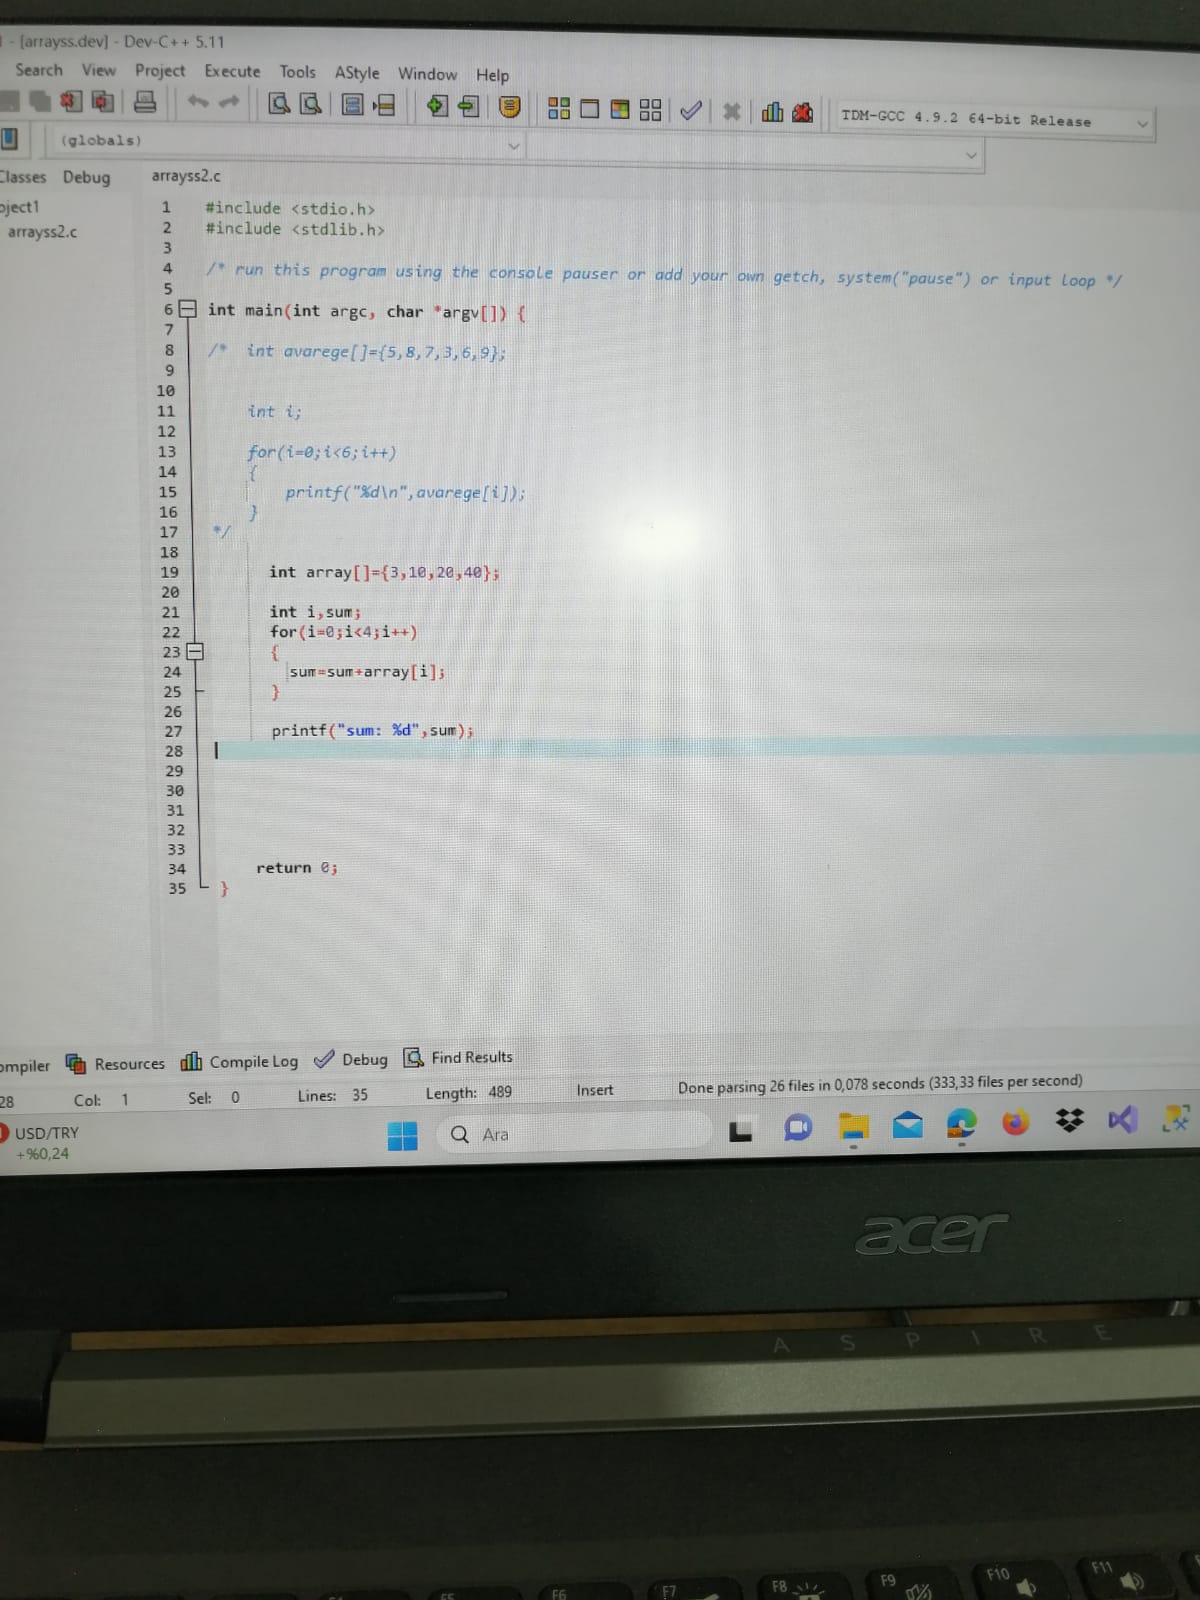 - [arrayss.dev] - Dev-C++ 5.11
Search View Project Execute Tools AStyle Window Help
TDM-GCC 4.9.2 64-bit Release
(globals)
Classes Debug arrayss2.c
arrayss2.c
1 #include <stdio.h>
2 #include <stdlib.h>
3
4 /* run this program using the console pauser or add your own getch, system("pause") or input loop */
5
6 int main(int argc, char *argv[]) {
7
8 /* int avarege[]={5,8,7,3,6,9};
9
10
11 int i;
12
13 for(i=0;i<6;i++)
14 {
15 printf("%d\n",avarege[i]);
16 }
17 */
18
19 int array[]={3,10,20,40};
20
21 int i,sum;
22 for(i=0;i<4;i++)
23 {
24 sum=sum+array[i];
25 }
26
27 printf("sum: %d",sum);
28
29
30
31
32
33
34 return 0;
35 }
Resources Compile Log Debug Find Results
28 Col: 1 Sel: 0 Lines: 35 Length: 489 Insert Done parsing 26 files in 0,078 seconds (333,33 files per second)
USD/TRY
+%0,24
Ara
acer
ASPIRE
F5 F6 F7 F8 F9 F10 F11